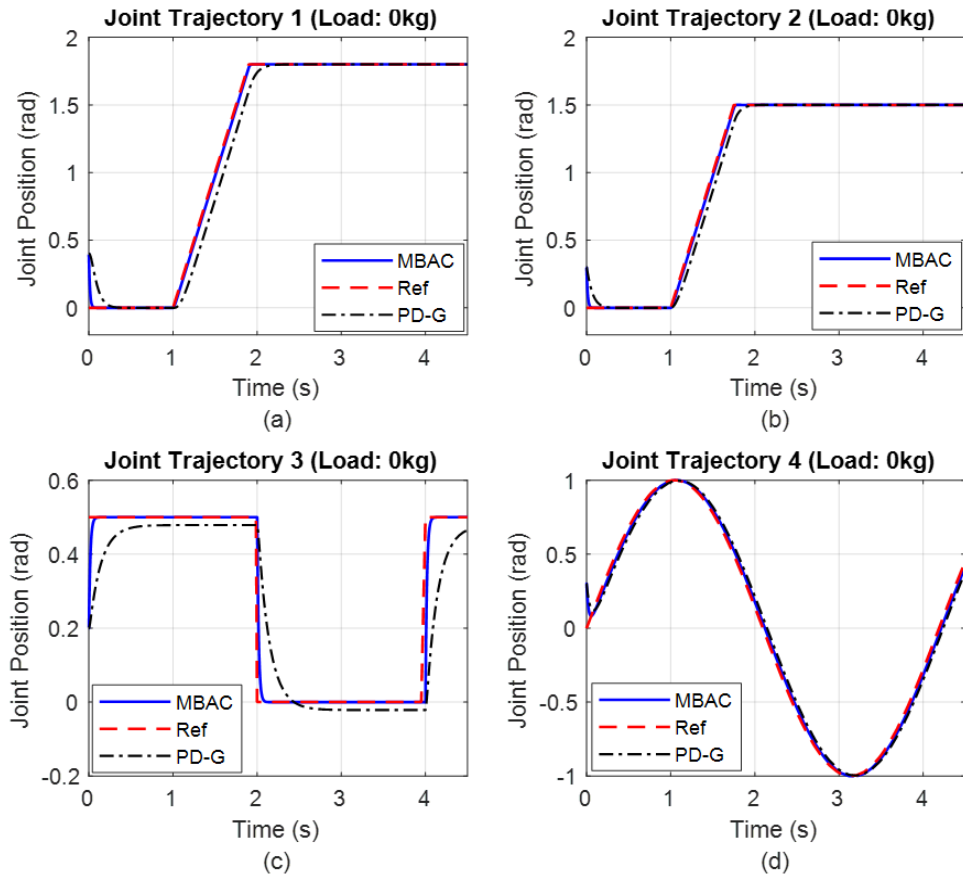 Joint Trajectory 1 (Load: 0kg)
Joint Position (rad)
2
1.5
1
0.5
0
MBAC
Ref
PD-G
0 1 2 3 4
Time (s)
(a)
Joint Trajectory 2 (Load: 0kg)
Joint Position (rad)
2
1.5
1
0.5
0
MBAC
Ref
PD-G
0 1 2 3 4
Time (s)
(b)
Joint Trajectory 3 (Load: 0kg)
Joint Position (rad)
0.6
0.4
0.2
0
-0.2
MBAC
Ref
PD-G
0 1 2 3 4
Time (s)
(c)
Joint Trajectory 4 (Load: 0kg)
Joint Position (rad)
1
0.5
0
-0.5
-1
MBAC
Ref
PD-G
0 1 2 3 4
Time (s)
(d)